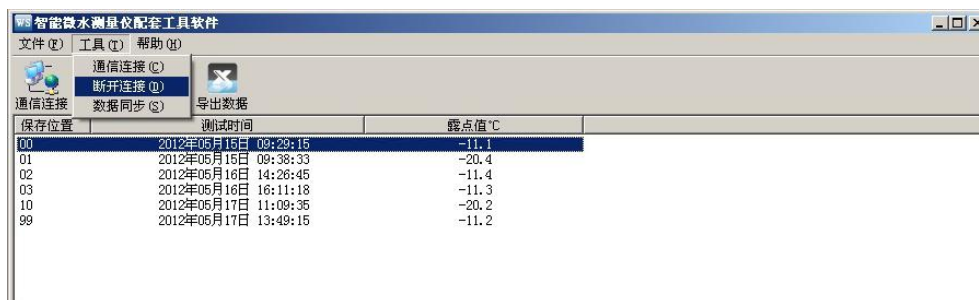 WS 智能微水测量仪配套工具软件
文件(F) 工具(T) 帮助(H)
通信连接(C)
断开连接(D)
数据同步(S)
通信连接 导出数据
保存位置 测试时间 露点值℃
00 2012年05月15日 09:29:15 -11.1
01 2012年05月15日 09:38:33 -20.4
02 2012年05月16日 14:26:45 -11.4
03 2012年05月16日 16:11:18 -11.3
10 2012年05月17日 11:09:35 -20.2
99 2012年05月17日 13:49:15 -11.2